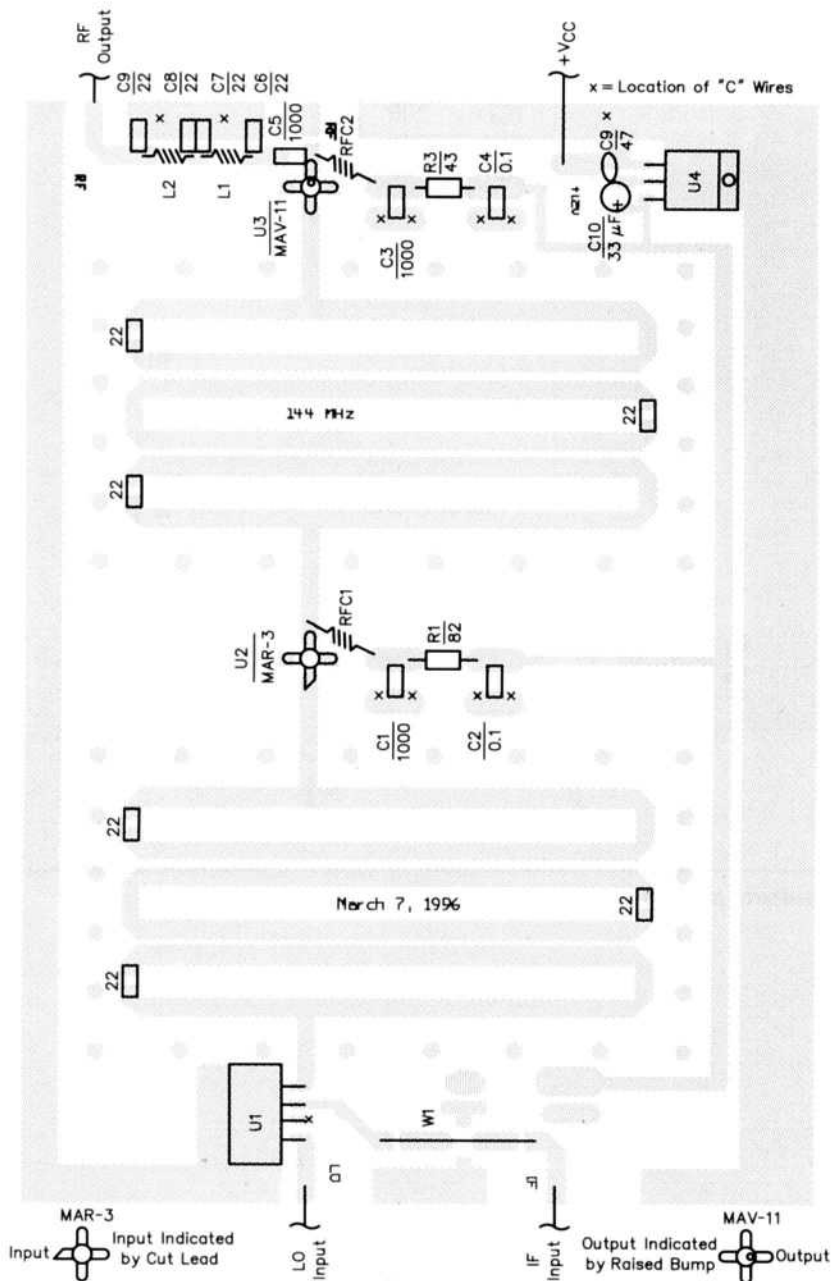 RF
Output
C9
22
C8
22
C7
22
C6
22
C5
1000
RF
RFC2
RF
L2
L1
U3
MAV-11
R3
43
C4
0.1
C3
1000
+VCC
x = Location of "C" Wires
x
x
x
C9
47
x
U4
C10
33 µF
+
x
x
x
x
22
144 MHz
22
22
RFC1
U2
MAR-3
R1
82
x
x
x
x
C1
1000
C2
0.1
22
March 7, 1996
22
22
U1
x
W1
LO
IF
LO
Input
IF
Input
MAR-3
Input
Input Indicated
by Cut Lead
MAV-11
Output Indicated
by Raised Bump
Output